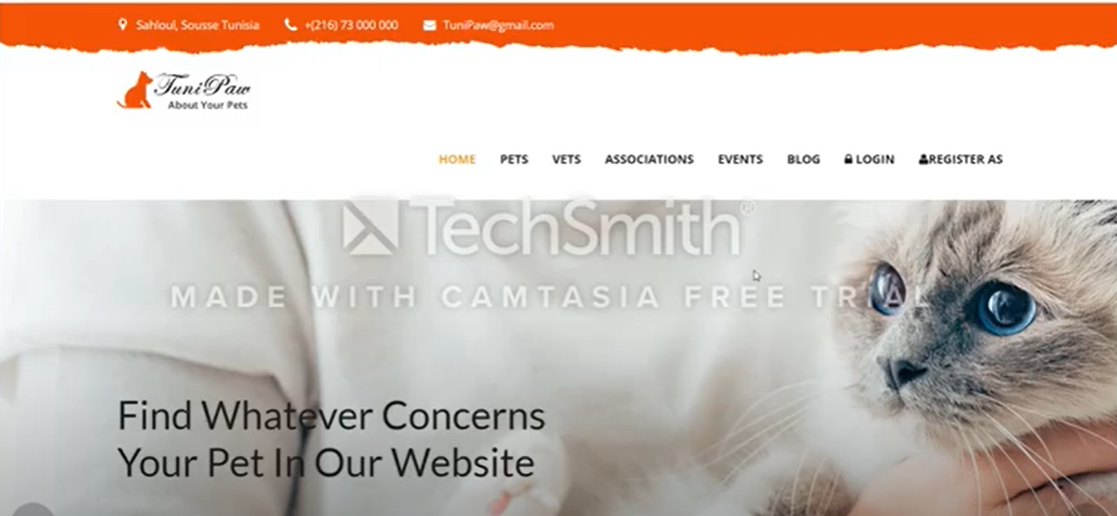 Sahloul, Sousse Tunisia +(216) 73 000 000 TuniPaw@gmail.com
TuniPaw
About Your Pets
HOME PETS VETS ASSOCIATIONS EVENTS BLOG LOGIN REGISTER AS
TechSmith®
MADE WITH CAMTASIA FREE TRIAL
Find Whatever Concerns
Your Pet In Our Website